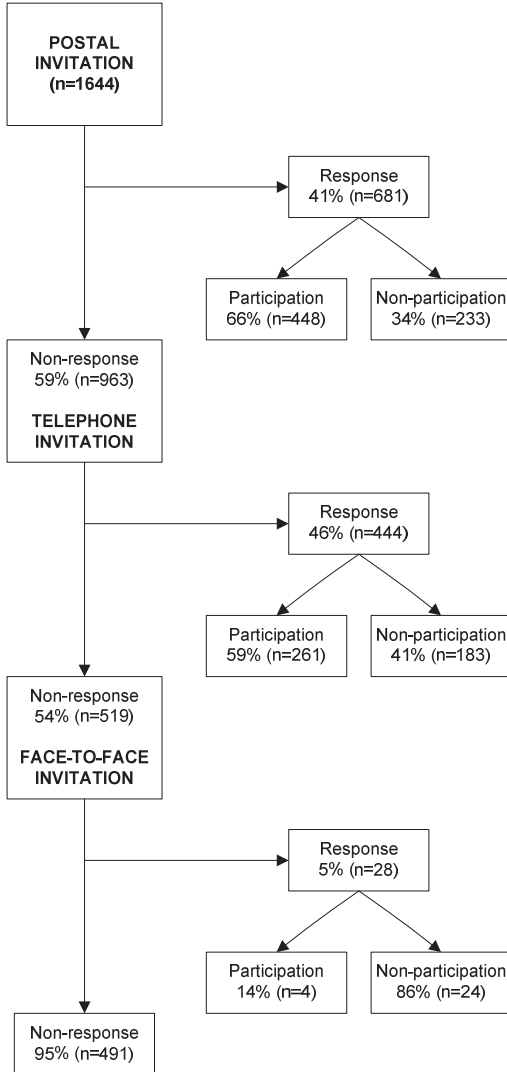 POSTAL
INVITATION
(n=1644)
Response
41% (n=681)
Participation
66% (n=448)
Non-participation
34% (n=233)
Non-response
59% (n=963)
TELEPHONE
INVITATION
Response
46% (n=444)
Participation
59% (n=261)
Non-participation
41% (n=183)
Non-response
54% (n=519)
FACE-TO-FACE
INVITATION
Response
5% (n=28)
Participation
14% (n=4)
Non-participation
86% (n=24)
Non-response
95% (n=491)